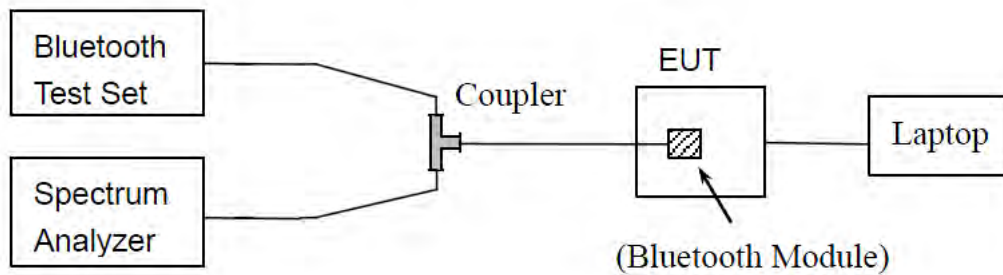 Bluetooth
Test Set
Spectrum
Analyzer
Coupler
EUT
(Bluetooth Module)
Laptop